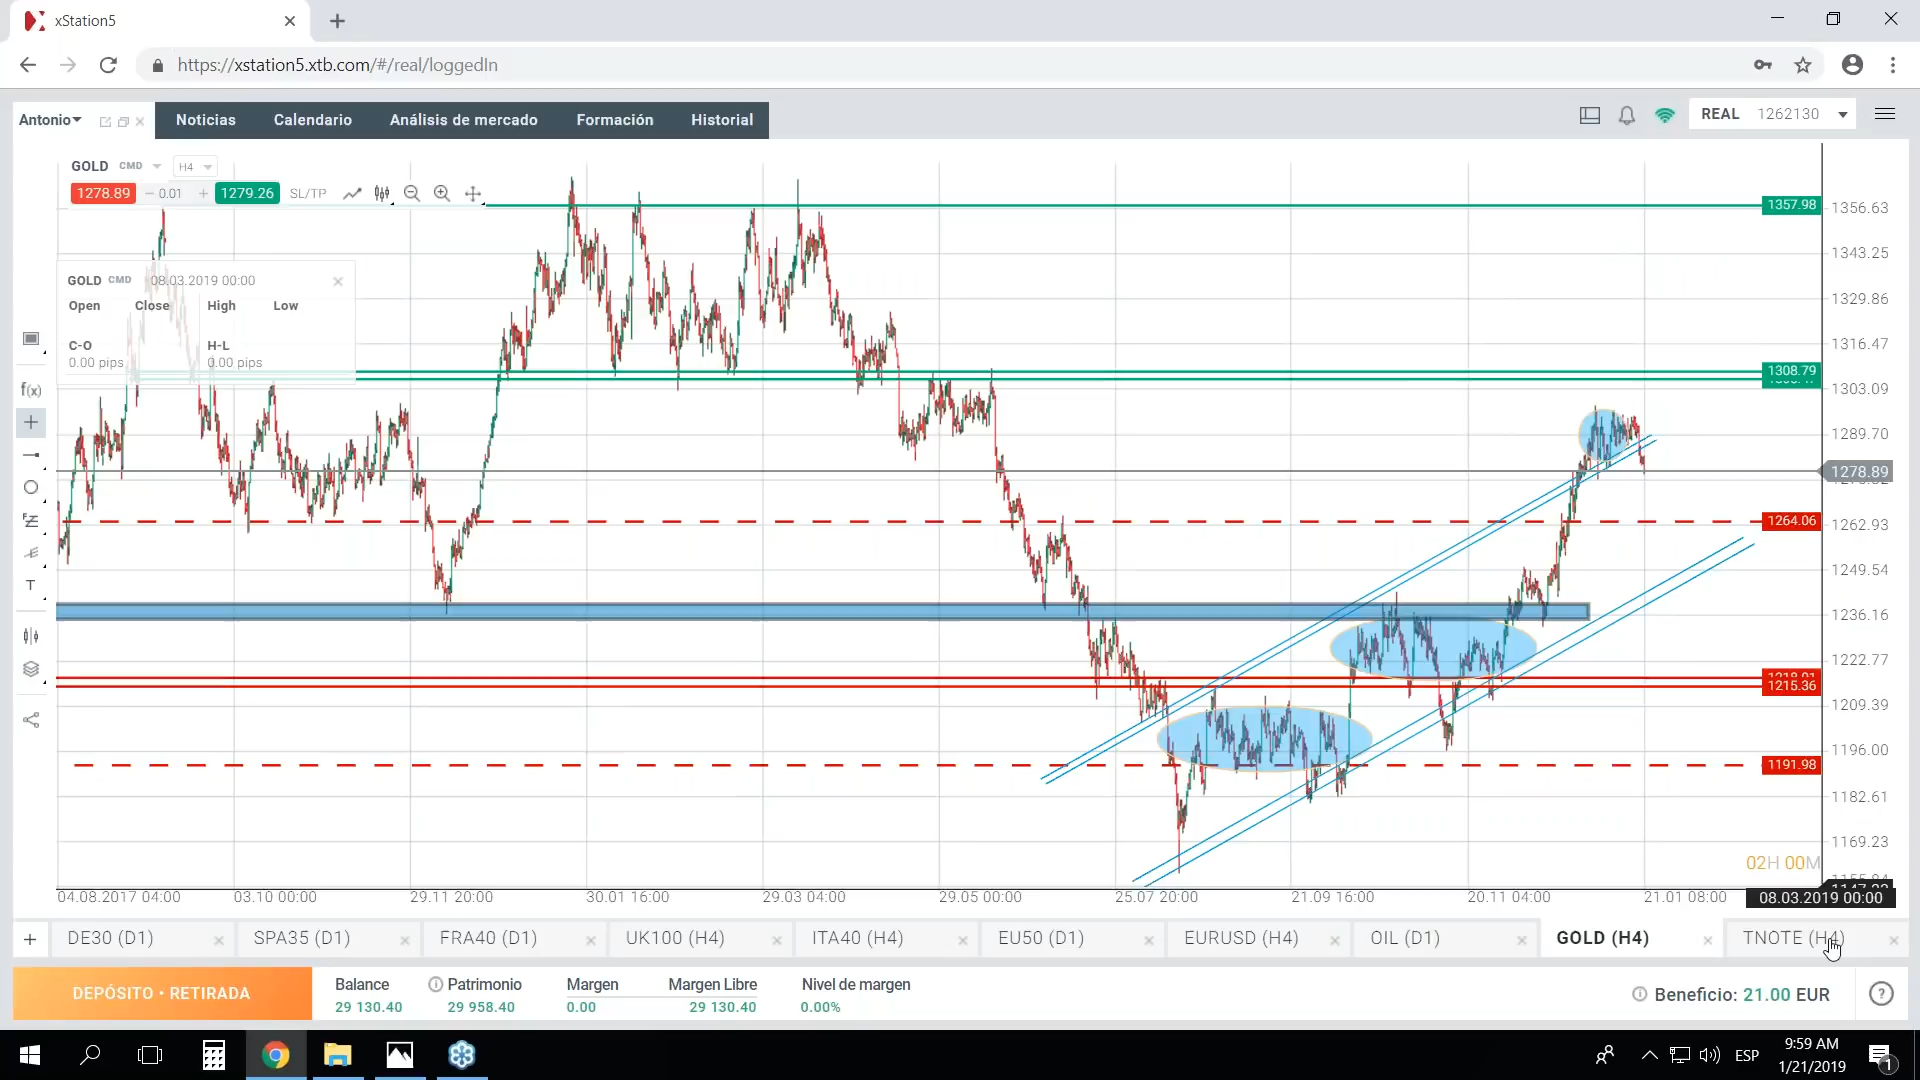 xStation5
https://xstation5.xtb.com/#/real/loggedIn
Antonio
Noticias
Calendario
Análisis de mercado
Formación
Historial
REAL 1262130
GOLD CMD H4
1278.89
0.01
1279.26
SL/TP
GOLD CMD 08.03.2019 00:00
Open Close High Low
C-O H-L
0.00 pips 0.00 pips
f(x)
T
1357.98
1356.63
1343.25
1329.86
1316.47
1308.79
1303.09
1289.70
1278.89
1264.06
1262.93
1249.54
1236.16
1222.77
1215.36
1209.39
1196.00
1191.98
1182.61
1169.23
02H 00M
04.08.2017 04:00
03.10 00:00
29.11 20:00
30.01 16:00
29.03 04:00
29.05 00:00
25.07 20:00
21.09 16:00
20.11 04:00
21.01 08:00
08.03.2019 00:00
DE30 (D1)
SPA35 (D1)
FRA40 (D1)
UK100 (H4)
ITA40 (H4)
EU50 (D1)
EURUSD (H4)
OIL (D1)
GOLD (H4)
TNOTE (H4)
DEPÓSITO • RETIRADA
Balance Patrimonio Margen Margen Libre Nivel de margen
29 130.40 29 958.40 0.00 29 130.40 0.00%
Beneficio: 21.00 EUR
ESP
9:59 AM
1/21/2019
1